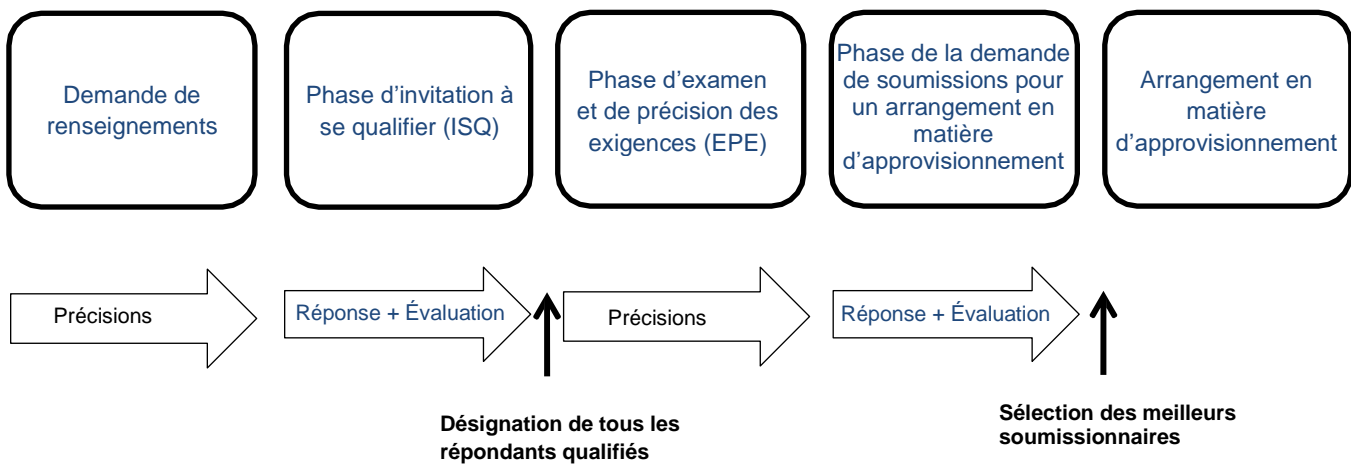 Demande de
renseignements
Phase d’invitation à
se qualifier (ISQ)
Phase d’examen
et de précision des
exigences (EPE)
Phase de la demande
de soumissions pour
un arrangement en
matière
d’approvisionnement
Arrangement en
matière
d’approvisionnement
Précisions
Réponse + Évaluation
Précisions
Réponse + Évaluation
Désignation de tous les
répondants qualifiés
Sélection des meilleurs
soumissionnaires